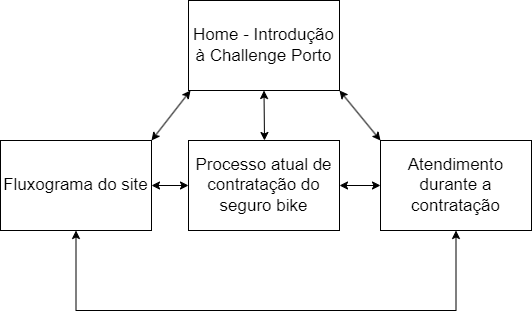 Home - Introdução
à Challenge Porto
Fluxograma do site
Processo atual de
contratação do
seguro bike
Atendimento
durante a
contratação